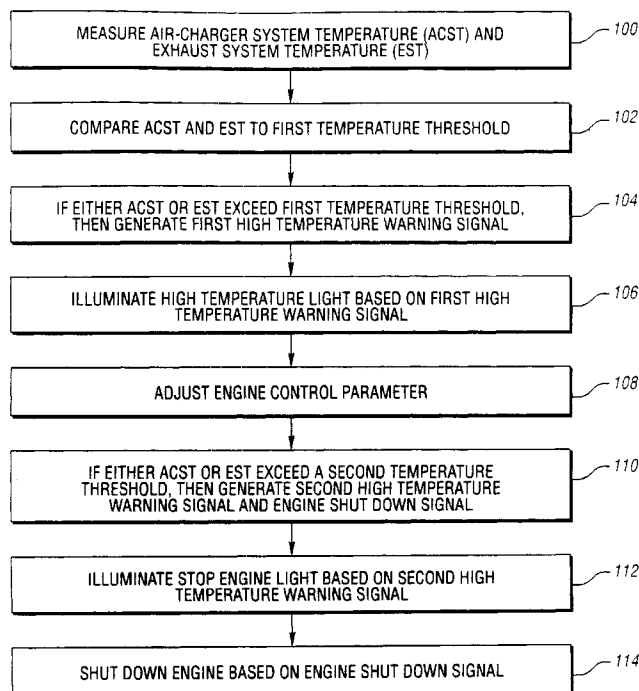 MEASURE AIR-CHARGER SYSTEM TEMPERATURE (ACST) AND
EXHAUST SYSTEM TEMPERATURE (EST)
100
COMPARE ACST AND EST TO FIRST TEMPERATURE THRESHOLD
102
IF EITHER ACST OR EST EXCEED FIRST TEMPERATURE THRESHOLD,
THEN GENERATE FIRST HIGH TEMPERATURE WARNING SIGNAL
104
ILLUMINATE HIGH TEMPERATURE LIGHT BASED ON FIRST HIGH
TEMPERATURE WARNING SIGNAL
106
ADJUST ENGINE CONTROL PARAMETER
108
IF EITHER ACST OR EST EXCEED A SECOND TEMPERATURE
THRESHOLD, THEN GENERATE SECOND HIGH TEMPERATURE
WARNING SIGNAL AND ENGINE SHUT DOWN SIGNAL
110
ILLUMINATE STOP ENGINE LIGHT BASED ON SECOND HIGH
TEMPERATURE WARNING SIGNAL
112
SHUT DOWN ENGINE BASED ON ENGINE SHUT DOWN SIGNAL
114